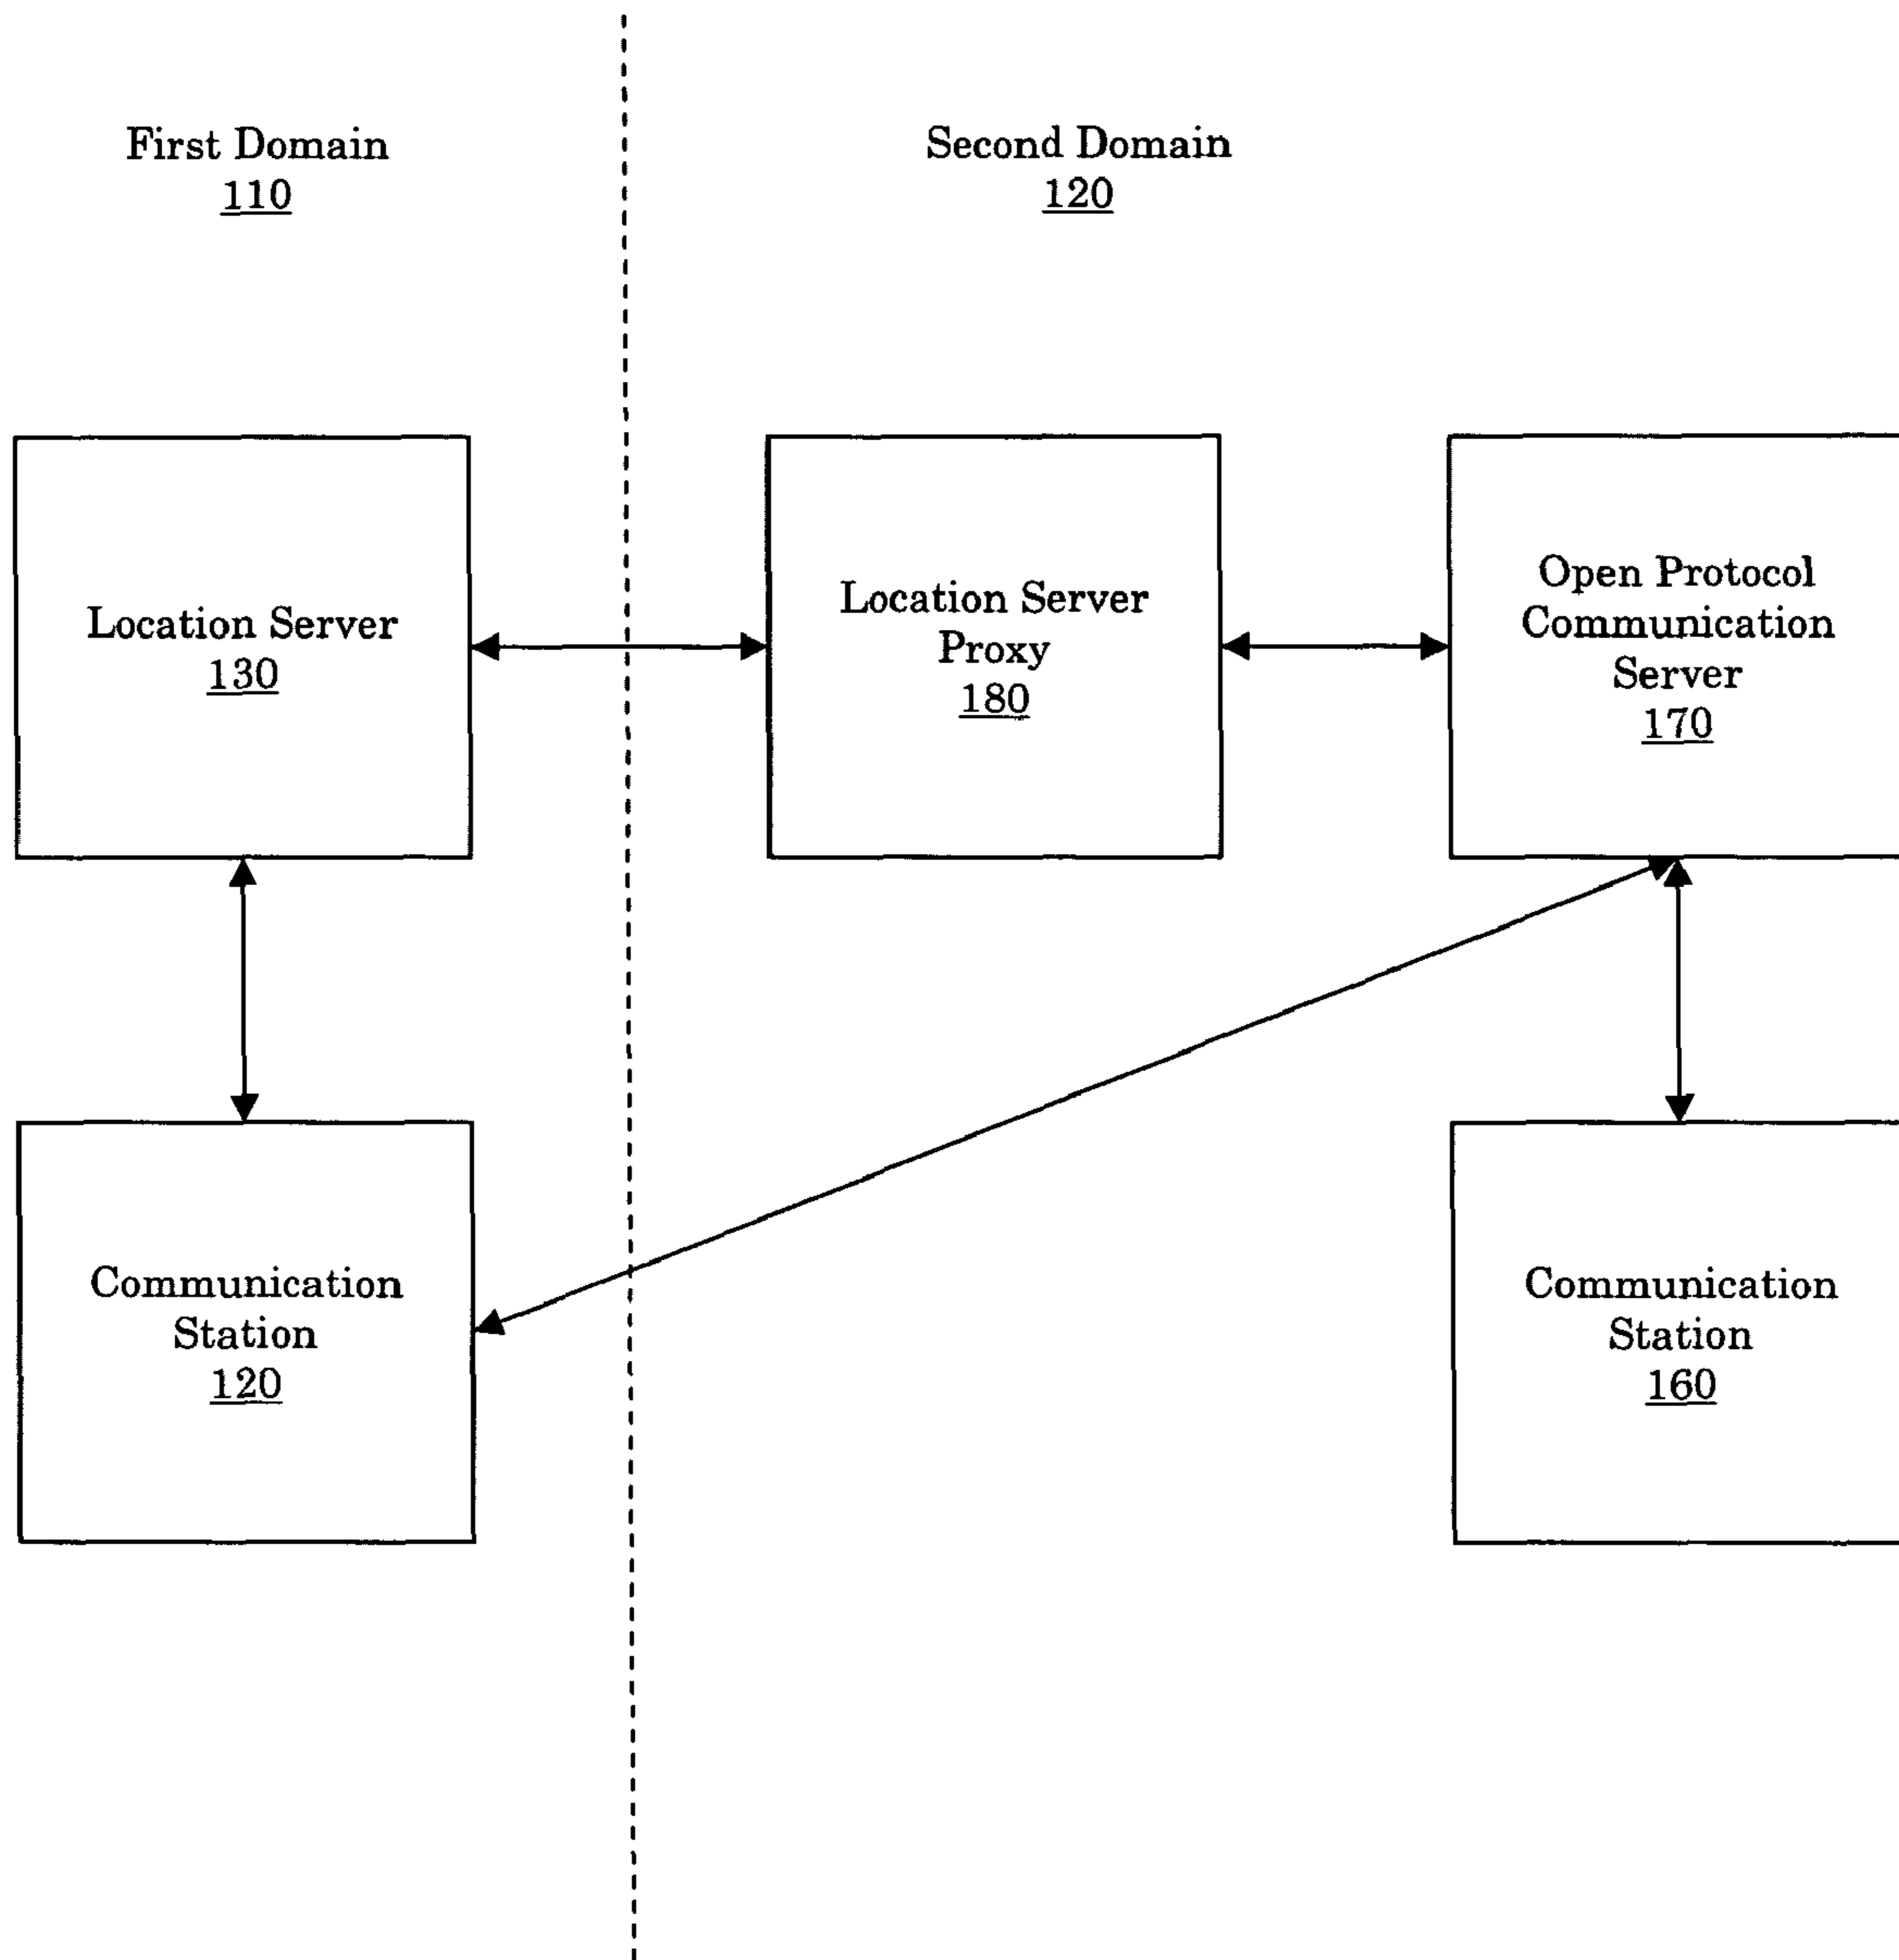 First Domain
110
Second Domain
120
Location Server
130
Location Server
Proxy
180
Open Protocol
Communication
Server
170
Communication
Station
120
Communication
Station
160